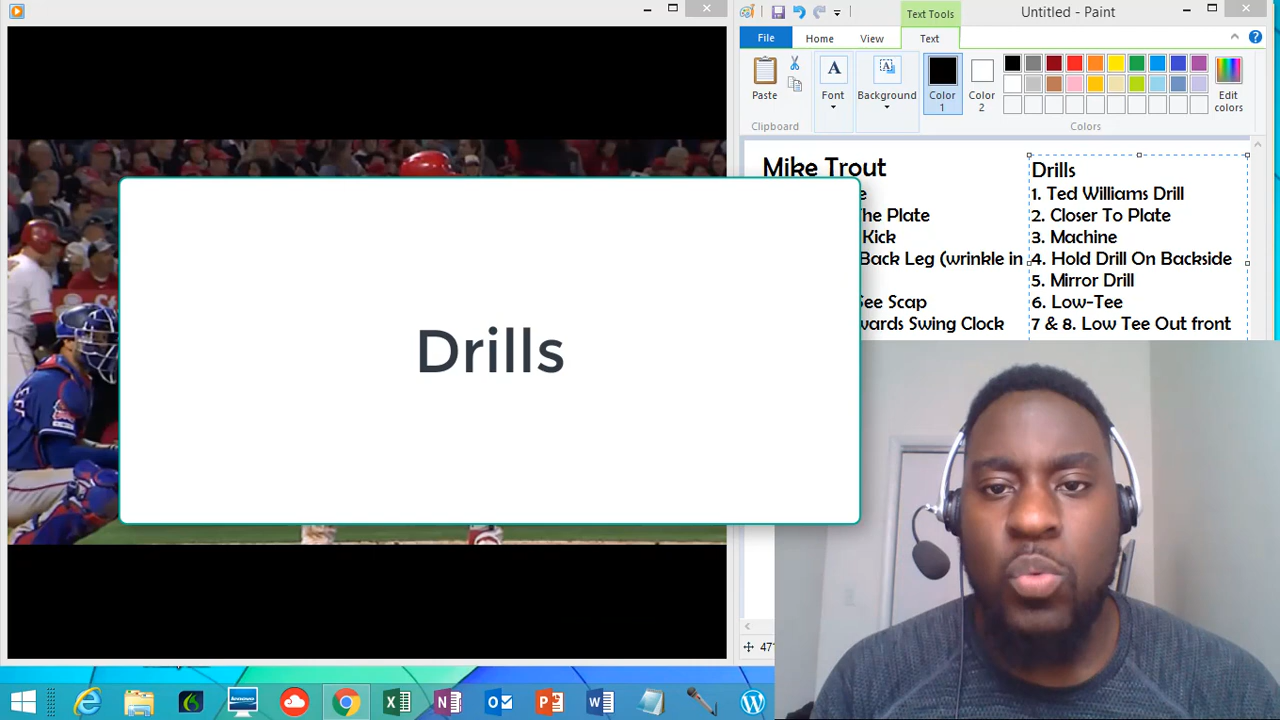 Text Tools
Untitled - Paint
File
Home
View
Text
Paste
Font
Background
Color 1
Color 2
Edit colors
Clipboard
Colors
Mike Trout
The Plate
Kick
Back Leg (wrinkle in
See Scap
Swing Clock
Drills
1. Ted Williams Drill
2. Closer To Plate
3. Machine
4. Hold Drill On Backside
5. Mirror Drill
6. Low-Tee
7 & 8. Low Tee Out front
Drills